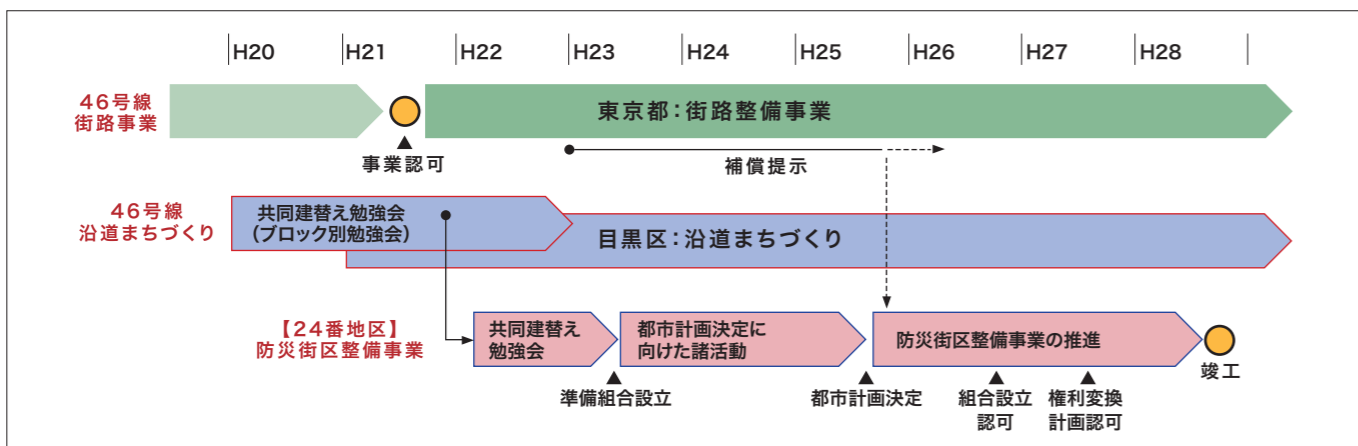 H20 H21 H22 H23 H24 H25 H26 H27 H28
46号線
街路事業
東京都：街路整備事業
事業認可
補償提示
46号線
沿道まちづくり
共同建替え勉強会
(ブロック別勉強会)
目黒区：沿道まちづくり
【24番地区】
防災街区整備事業
共同建替え
勉強会
都市計画決定に
向けた諸活動
防災街区整備事業の推進
竣工
準備組合設立
都市計画決定
組合設立
認可
権利変換
計画認可